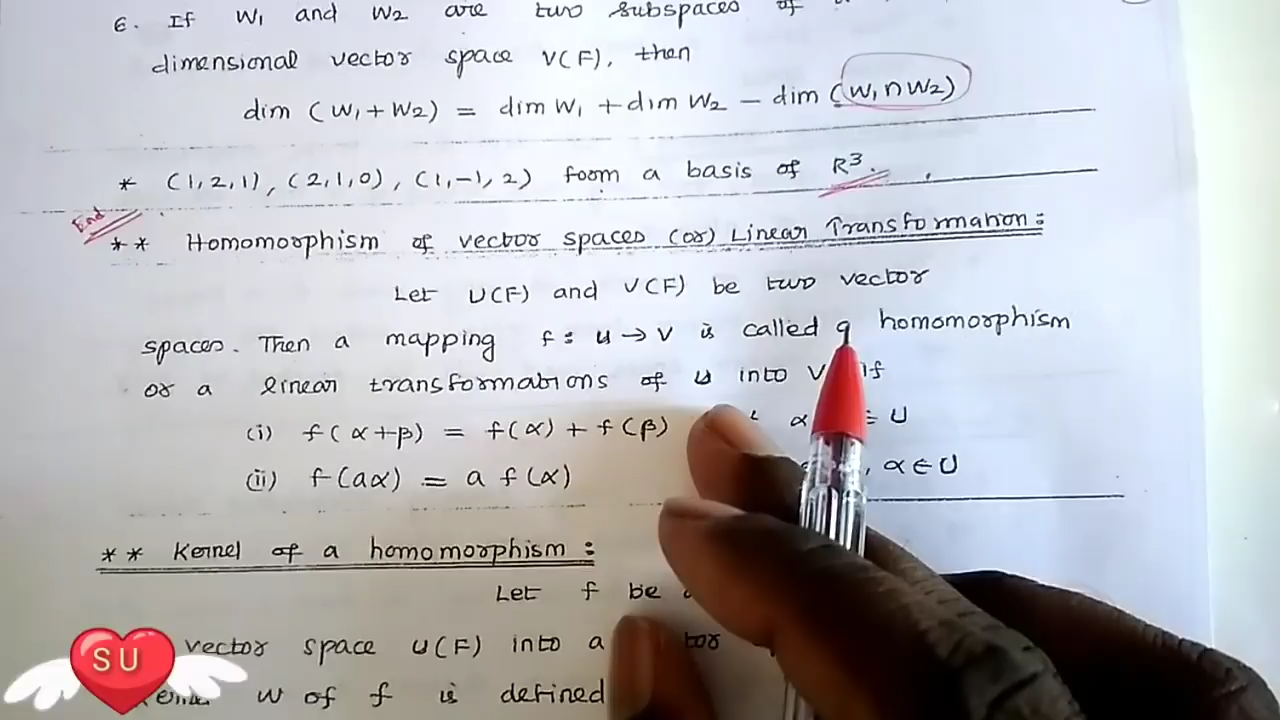 6. If W₁ and W₂ are two subspaces of
dimensional vector space V(F), then
dim (W₁+W₂) = dim W₁ + dim W₂ − dim (W₁∩W₂)
* (1,2,1), (2,1,0), (1,-1,2) form a basis of R³.
End
** Homomorphism of vector spaces (or) Linear Transformation:
Let U(F) and V(F) be two vector
spaces. Then a mapping f: u → v is called a homomorphism
or a linear transformations of u into V if
(i) f(α+β) = f(α) + f(β) α ∈ U
(ii) f(aα) = a f(α) , α∈U
** Kernel of a homomorphism:
Let f be
vector space U(F) into a
W of f is defined
SU